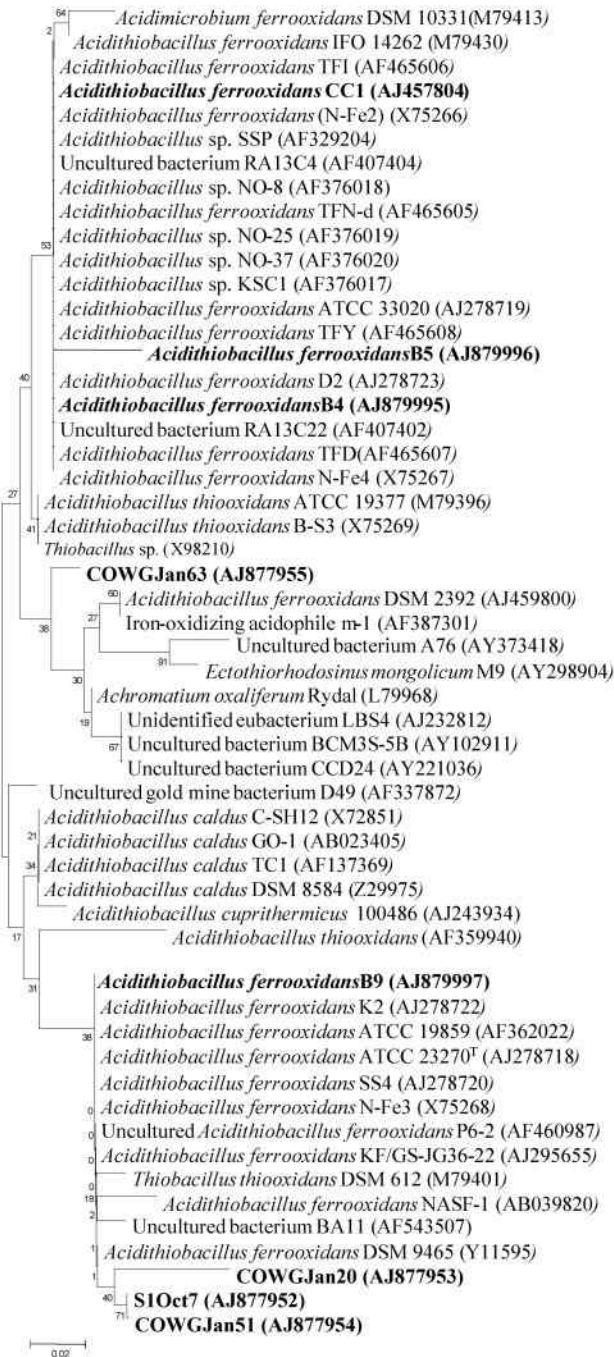 64
Acidimicrobium ferrooxidans DSM 10331(M79413)
2
Acidithiobacillus ferrooxidans IFO 14262 (M79430)
Acidithiobacillus ferrooxidans TFI (AF465606)
Acidithiobacillus ferrooxidans CC1 (AJ457804)
Acidithiobacillus ferrooxidans (N-Fe2) (X75266)
Acidithiobacillus sp. SSP (AF329204)
Uncultured bacterium RA13C4 (AF407404)
Acidithiobacillus sp. NO-8 (AF376018)
Acidithiobacillus ferrooxidans TFN-d (AF465605)
53
Acidithiobacillus sp. NO-25 (AF376019)
Acidithiobacillus sp. NO-37 (AF376020)
Acidithiobacillus sp. KSC1 (AF376017)
Acidithiobacillus ferrooxidans ATCC 33020 (AJ278719)
Acidithiobacillus ferrooxidans TFY (AF465608)
Acidithiobacillus ferrooxidansB5 (AJ879996)
40
Acidithiobacillus ferrooxidans D2 (AJ278723)
Acidithiobacillus ferrooxidansB4 (AJ879995)
Uncultured bacterium RA13C22 (AF407402)
Acidithiobacillus ferrooxidans TFD(AF465607)
Acidithiobacillus ferrooxidans N-Fe4 (X75267)
27
Acidithiobacillus thiooxidans ATCC 19377 (M79396)
41
Acidithiobacillus thiooxidans B-S3 (X75269)
Thiobacillus sp. (X98210)
COWGJan63 (AJ877955)
38
60
Acidithiobacillus ferrooxidans DSM 2392 (AJ459800)
27
Iron-oxidizing acidophile m-1 (AF387301)
Uncultured bacterium A76 (AY373418)
91
Ectothiorhodosinus mongolicum M9 (AY298904)
30
Achromatium oxaliferum Rydal (L79968)
19
Unidentified eubacterium LBS4 (AJ232812)
67
Uncultured bacterium BCM3S-5B (AY102911)
Uncultured bacterium CCD24 (AY221036)
Uncultured gold mine bacterium D49 (AF337872)
Acidithiobacillus caldus C-SH12 (X72851)
21
Acidithiobacillus caldus GO-1 (AB023405)
34
Acidithiobacillus caldus TC1 (AF137369)
Acidithiobacillus caldus DSM 8584 (Z29975)
Acidithiobacillus cuprithermicus 100486 (AJ243934)
17
Acidithiobacillus thiooxidans (AF359940)
31
Acidithiobacillus ferrooxidansB9 (AJ879997)
Acidithiobacillus ferrooxidans K2 (AJ278722)
38
Acidithiobacillus ferrooxidans ATCC 19859 (AF362022)
Acidithiobacillus ferrooxidans ATCC 23270T (AJ278718)
Acidithiobacillus ferrooxidans SS4 (AJ278720)
0
Acidithiobacillus ferrooxidans N-Fe3 (X75268)
0
Uncultured Acidithiobacillus ferrooxidans P6-2 (AF460987)
0
Acidithiobacillus ferrooxidans KF/GS-JG36-22 (AJ295655)
0
Thiobacillus thiooxidans DSM 612 (M79401)
18
Acidithiobacillus ferrooxidans NASF-1 (AB039820)
2
Uncultured bacterium BA11 (AF543507)
1
Acidithiobacillus ferrooxidans DSM 9465 (Y11595)
1
COWGJan20 (AJ877953)
40
S1Oct7 (AJ877952)
71
COWGJan51 (AJ877954)
0.02